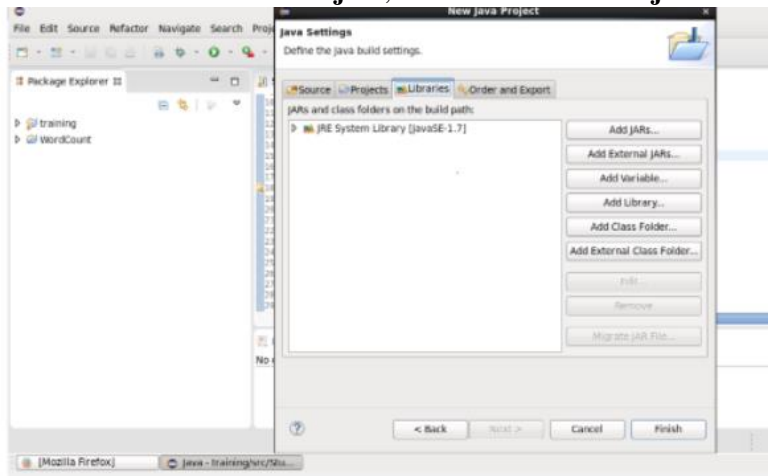 New Java Project
File Edit Source Refactor Navigate Search Proj
Java Settings
Define the Java build settings.
Package Explorer
Source Projects Libraries Order and Export
JARs and class folders on the build path:
training
WordCount
JRE System Library [JavaSE-1.7]
Add JARs...
Add External JARs...
Add Variable...
Add Library...
Add Class Folder...
Add External Class Folder...
Edit...
Remove
Migrate JAR File...
No
< Back Next > Cancel Finish
[Mozilla Firefox] Java - training/src/Stu...